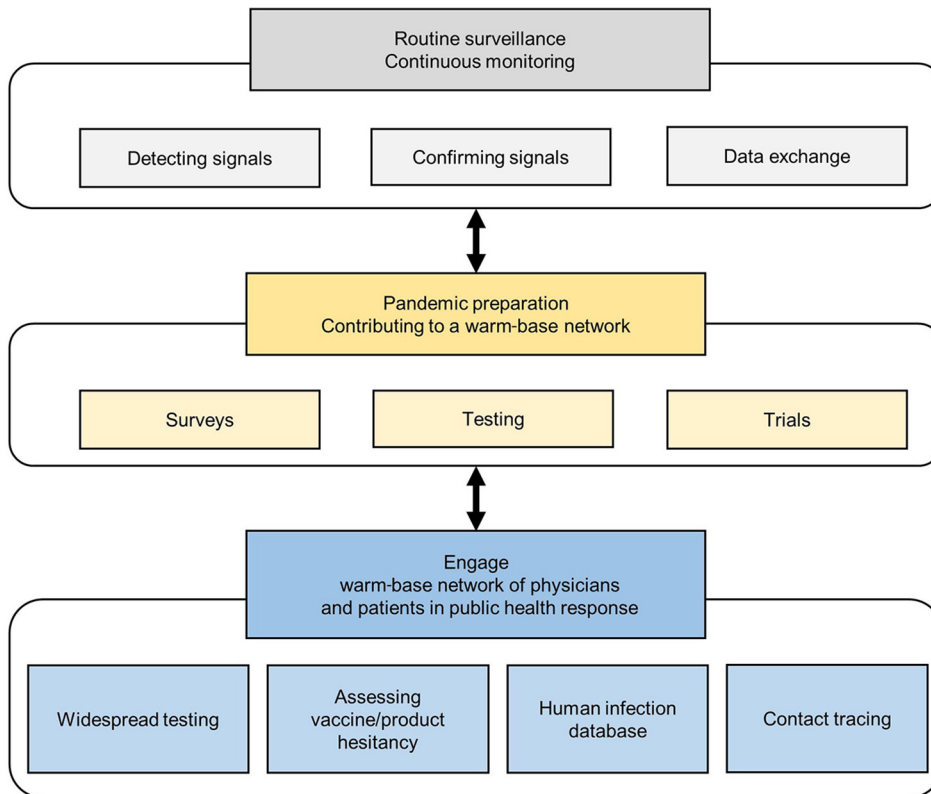 Routine surveillance
Continuous monitoring
Detecting signals
Confirming signals
Data exchange
Pandemic preparation
Contributing to a warm-base network
Surveys
Testing
Trials
Engage
warm-base network of physicians
and patients in public health response
Widespread testing
Assessing
vaccine/product
hesitancy
Human infection
database
Contact tracing